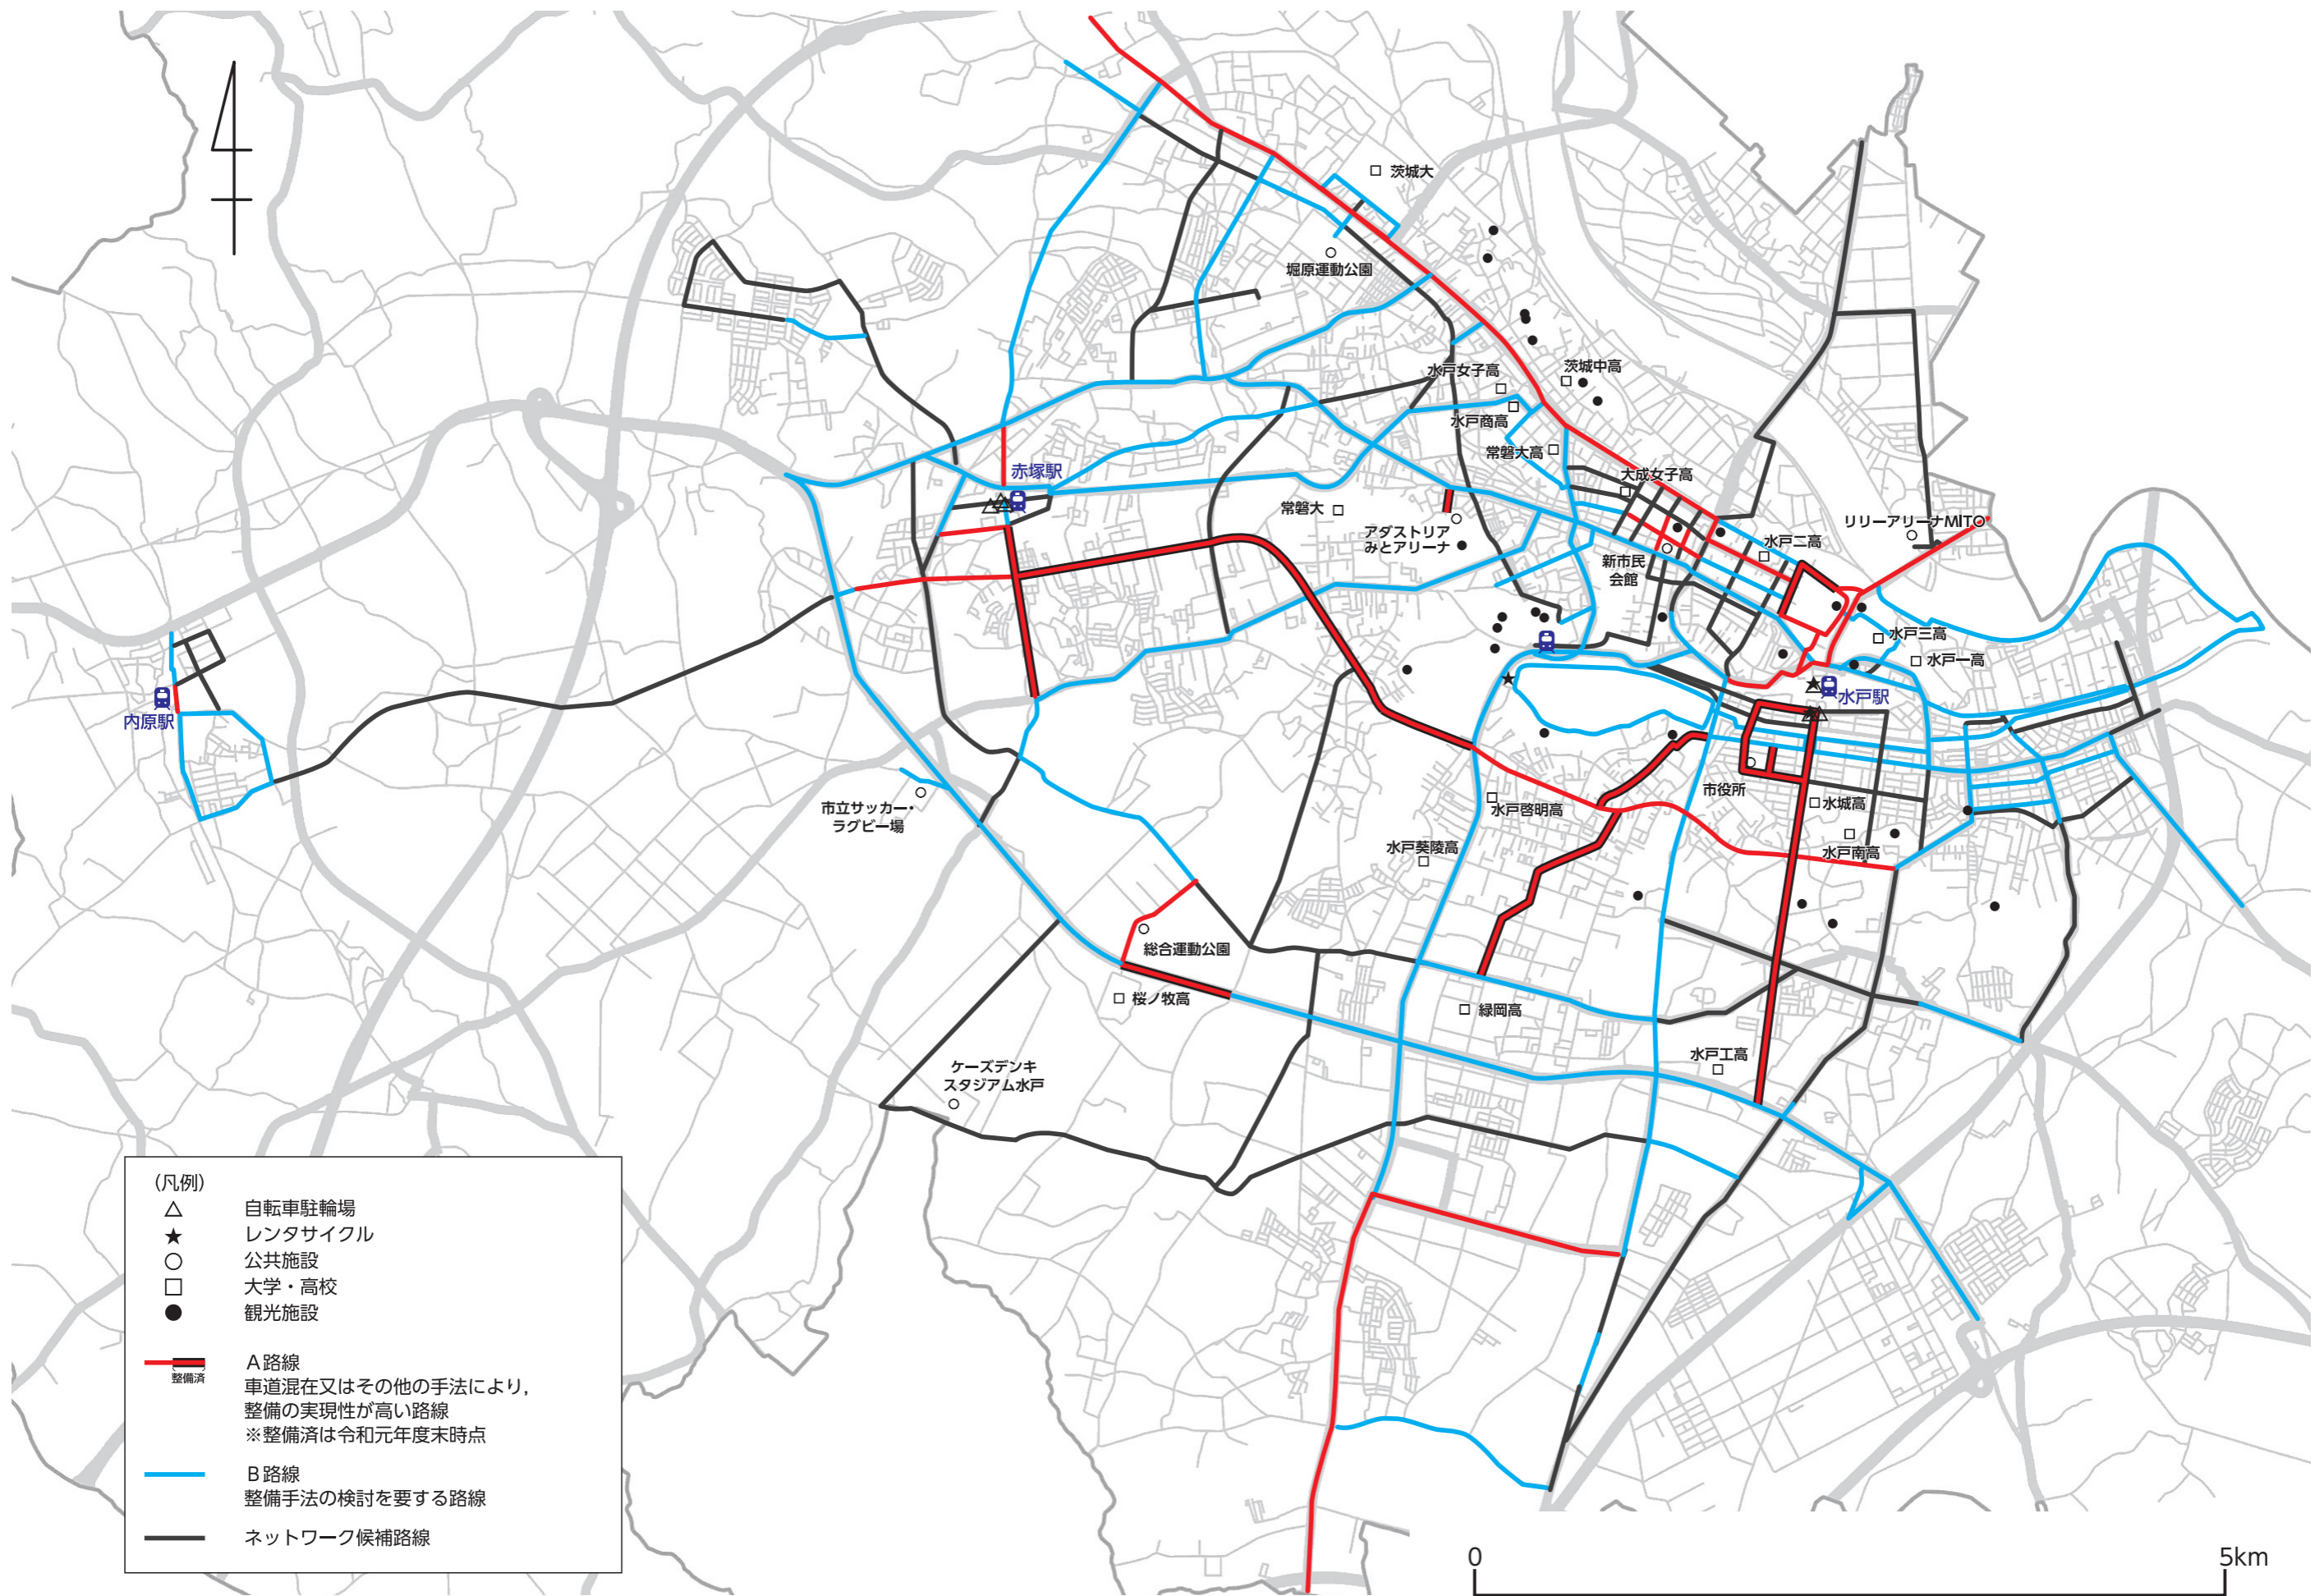 茨城大
堀原運動公園
水戸女子高
茨城中高
水戸商高
常磐大高
大成女子高
赤塚駅
常磐大
アダストリア
みとアリーナ
新市民
会館
水戸二高
リリーアリーナMITO
水戸三高
水戸一高
水戸駅
内原駅
市立サッカー・
ラグビー場
市役所
水城高
水戸啓明高
水戸葵陵高
水戸南高
総合運動公園
桜ノ牧高
緑岡高
水戸工高
ケーズデンキ
スタジアム水戸
(凡例)
自転車駐輪場
レンタサイクル
公共施設
大学・高校
観光施設
A路線
整備済
車道混在又はその他の手法により,
整備の実現性が高い路線
※整備済は令和元年度末時点
B路線
整備手法の検討を要する路線
ネットワーク候補路線
0
5km